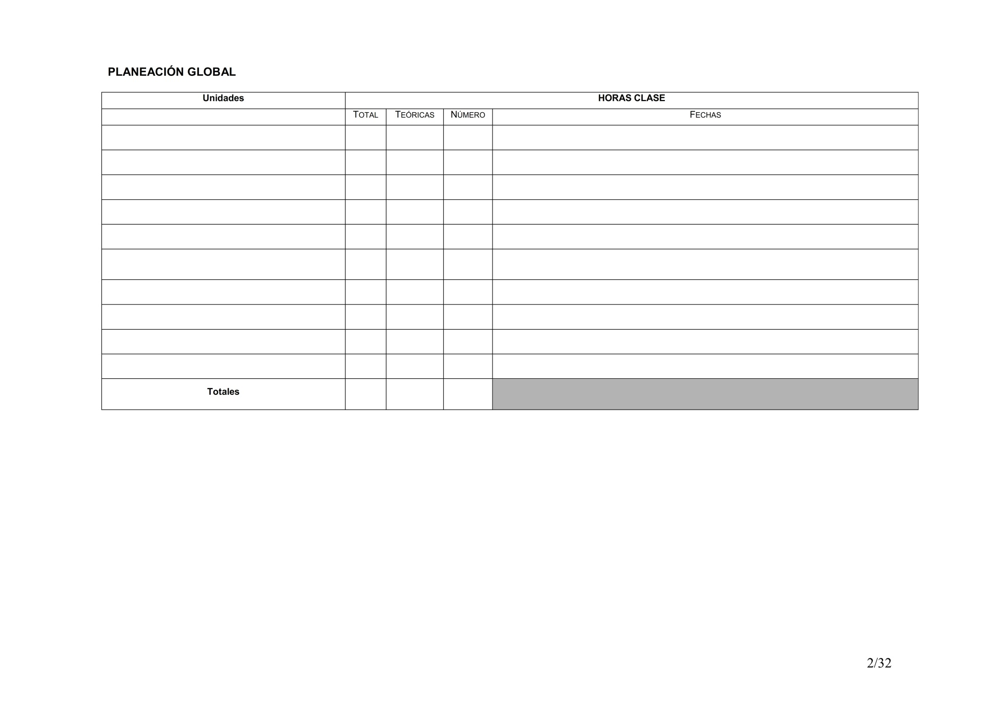 PLANEACIÓN GLOBAL
Unidades HORAS CLASE
TOTAL TEÓRICAS NÚMERO FECHAS
Totales
2/32